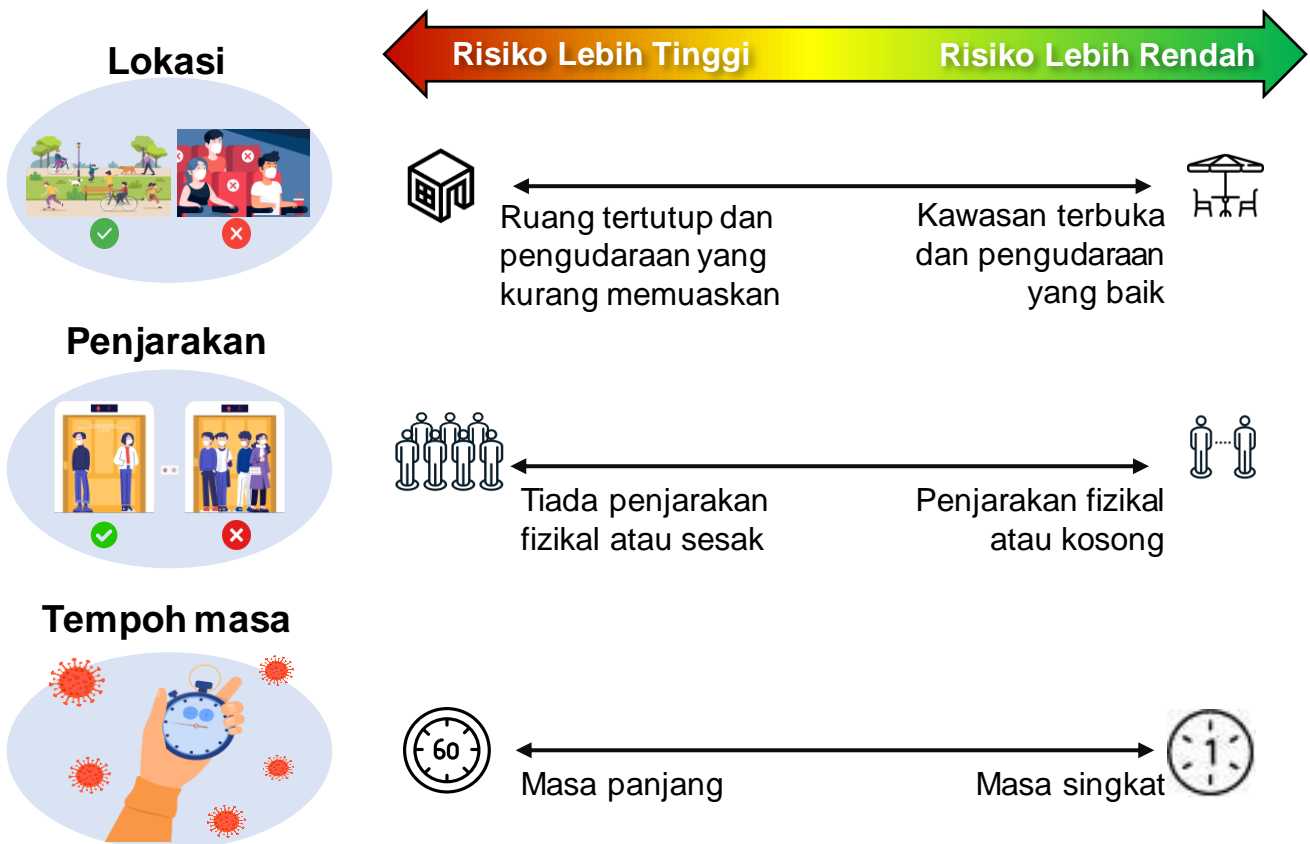 Lokasi
Risiko Lebih Tinggi
Risiko Lebih Rendah
Ruang tertutup dan
pengudaraan yang
kurang memuaskan
Kawasan terbuka
dan pengudaraan
yang baik
Penjarakan
Tiada penjarakan
fizikal atau sesak
Penjarakan fizikal
atau kosong
Tempoh masa
60
Masa panjang
Masa singkat
1